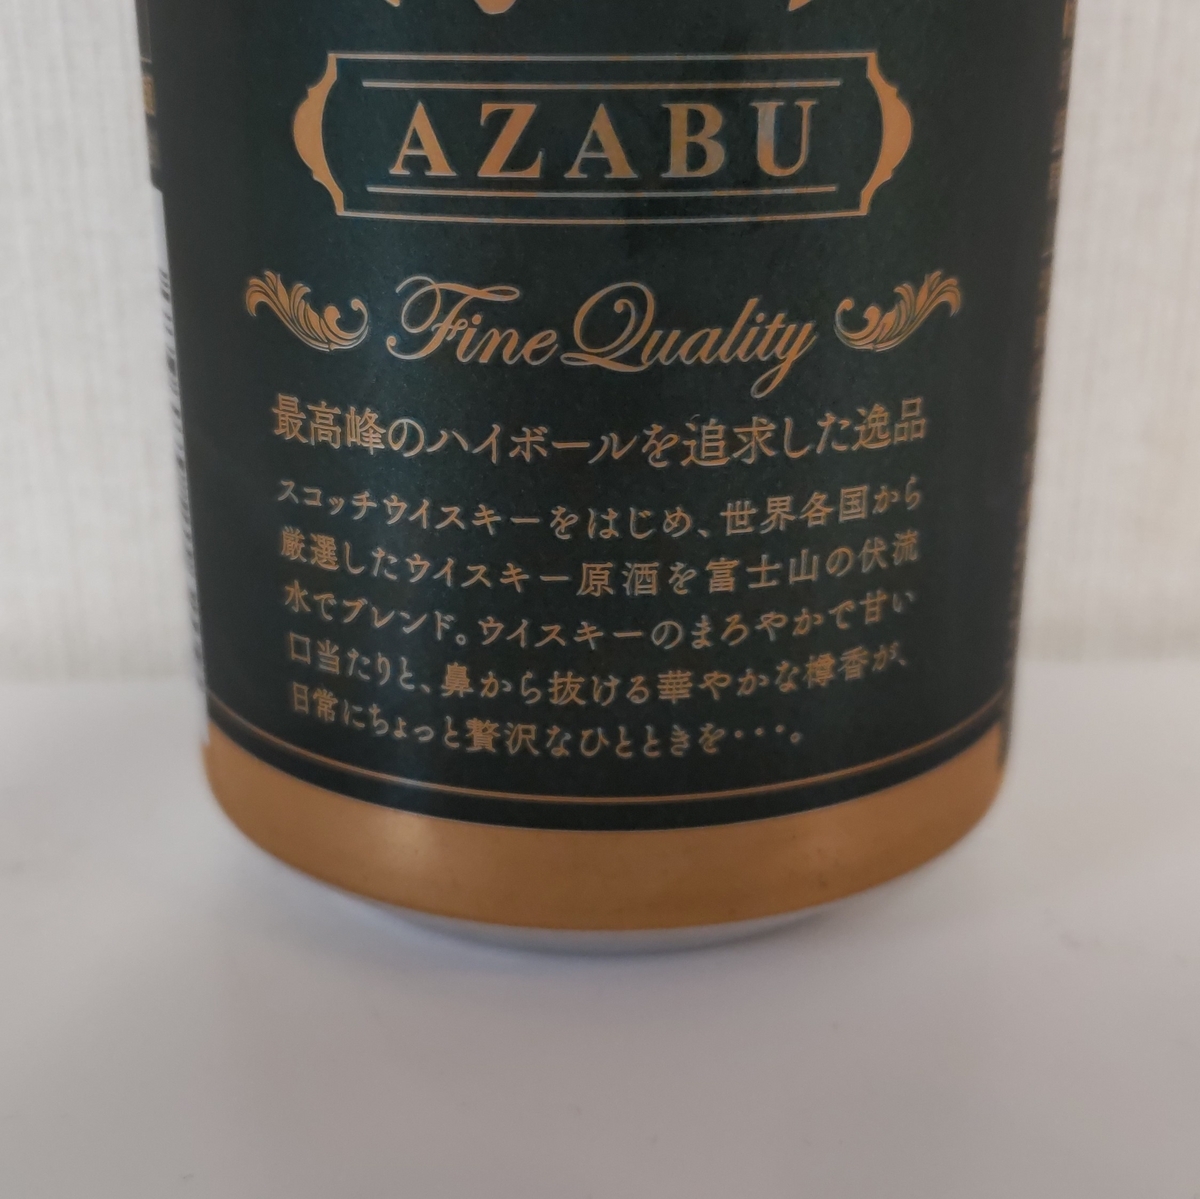 AZABU
Fine Quality
最高峰のハイボールを追求した逸品
スコッチウイスキーをはじめ、世界各国から
厳選したウイスキー原酒を富士山の伏流
水でブレンド。ウイスキーのまろやかで甘い
口当たりと、鼻から抜ける華やかな樽香が、
日常にちょっと贅沢なひとときを・・・。